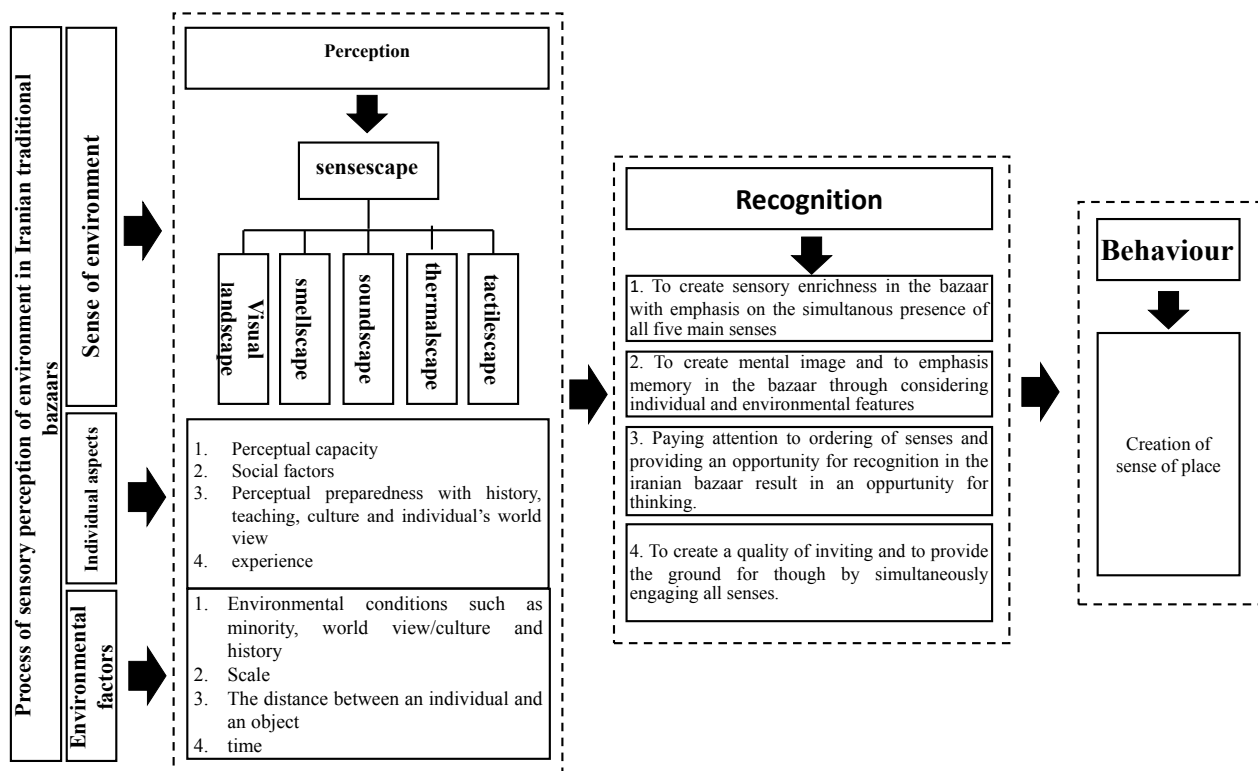 Process of sensory perception of environment in Iranian traditional
bazaars
Sense of environment
Individual aspects
Environmental
factors
Perception
sensescape
Visual
landscape
smellscape
soundscape
thermalscape
tactilescape
1. Perceptual capacity
2. Social factors
3. Perceptual preparedness with history,
teaching, culture and individual's world
view
4. experience
1. Environmental conditions such as
minority, world view/culture and
history
2. Scale
3. The distance between an individual and
an object
4. time
Recognition
1. To create sensory enrichment in the bazaar
with emphasis on the simultanous presence of
all five main senses
2. To create mental image and to emphasis
memory in the bazaar through considering
individual and environmental features
3. Paying attention to ordering of senses and
providing an opportunity for recognition in the
iranian bazaar result in an oppurtunity for
thinking.
4. To create a quality of inviting and to provide
the ground for though by simultaneously
engaging all senses.
Behaviour
Creation of
sense of place